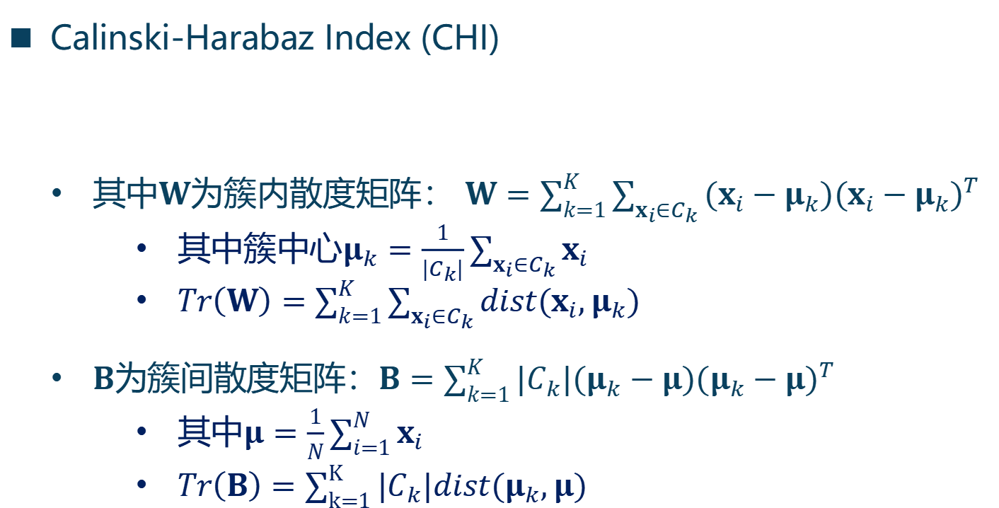 ■ Calinski-Harabaz Index (CHI)
• 其中𝐖为簇内散度矩阵： $\mathbf{W} = \sum_{k=1}^{K} \sum_{\mathbf{x}_i \in C_k} (\mathbf{x}_i - \boldsymbol{\mu}_k)(\mathbf{x}_i - \boldsymbol{\mu}_k)^T$
• 其中簇中心$\boldsymbol{\mu}_k = \frac{1}{|C_k|} \sum_{\mathbf{x}_i \in C_k} \mathbf{x}_i$
• $Tr(\mathbf{W}) = \sum_{k=1}^{K} \sum_{\mathbf{x}_i \in C_k} dist(\mathbf{x}_i, \boldsymbol{\mu}_k)$
• 𝐁为簇间散度矩阵：$\mathbf{B} = \sum_{k=1}^{K} |C_k| (\boldsymbol{\mu}_k - \boldsymbol{\mu})(\boldsymbol{\mu}_k - \boldsymbol{\mu})^T$
• 其中$\boldsymbol{\mu} = \frac{1}{N} \sum_{i=1}^{N} \mathbf{x}_i$
• $Tr(\mathbf{B}) = \sum_{\mathrm{k}=1}^{\mathrm{K}} |C_k| dist(\boldsymbol{\mu}_k, \boldsymbol{\mu})$